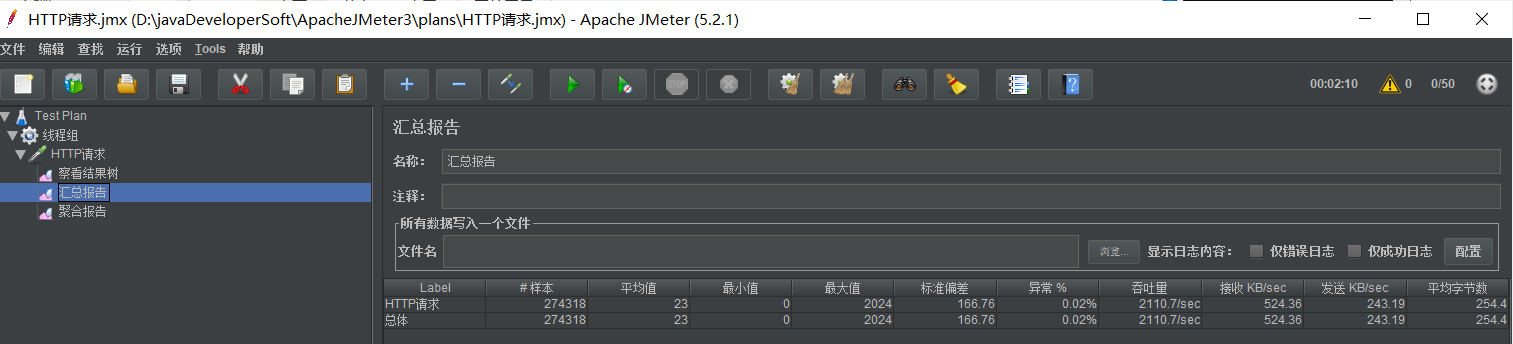 HTTP请求.jmx (D:\javaDeveloperSoft\ApacheJMeter3\plans\HTTP请求.jmx) - Apache JMeter (5.2.1)
文件 编辑 查找 运行 选项 Tools 帮助
STOP 00:02:10 0 0/50
Test Plan
线程组
HTTP请求
察看结果树
汇总报告
聚合报告
汇总报告
名称： 汇总报告
注释：
所有数据写入一个文件
文件名 浏览... 显示日志内容： 仅错误日志 仅成功日志 配置
Label # 样本 平均值 最小值 最大值 标准偏差 异常 % 吞吐量 接收 KB/sec 发送 KB/sec 平均字节数
HTTP请求 274318 23 0 2024 166.76 0.02% 2110.7/sec 524.36 243.19 254.4
总体 274318 23 0 2024 166.76 0.02% 2110.7/sec 524.36 243.19 254.4